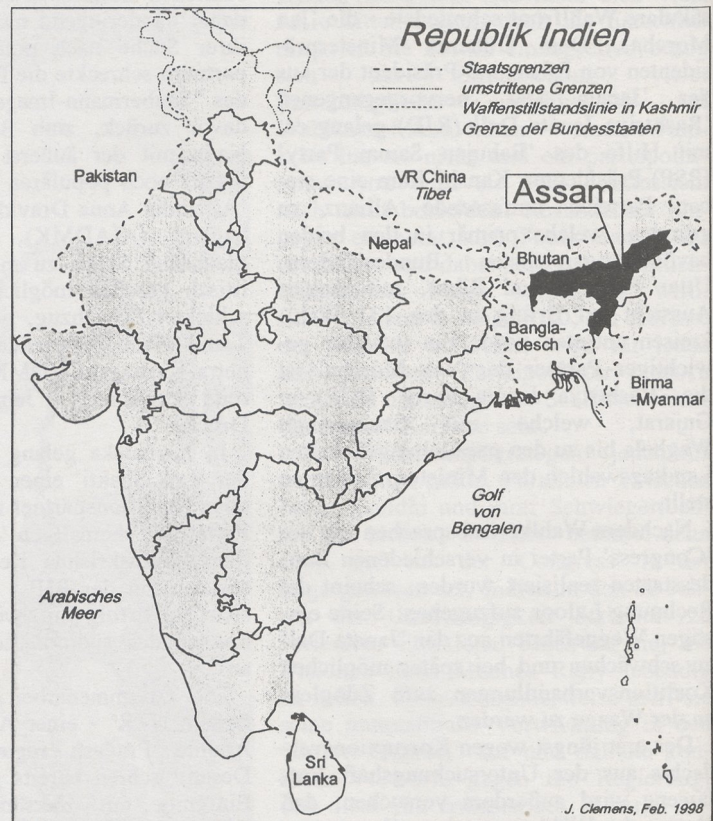 Republik Indien
Staatsgrenzen
umstrittene Grenzen
Waffenstillstandslinie in Kashmir
Grenze der Bundesstaaten
Pakistan
VR China
Tibet
Assam
Nepal
Bhutan
Bangla-
desch
Birma
-Myanmar
Golf
von
Bengalen
Arabisches
Meer
Sri
Lanka
J. Clemens, Feb. 1998